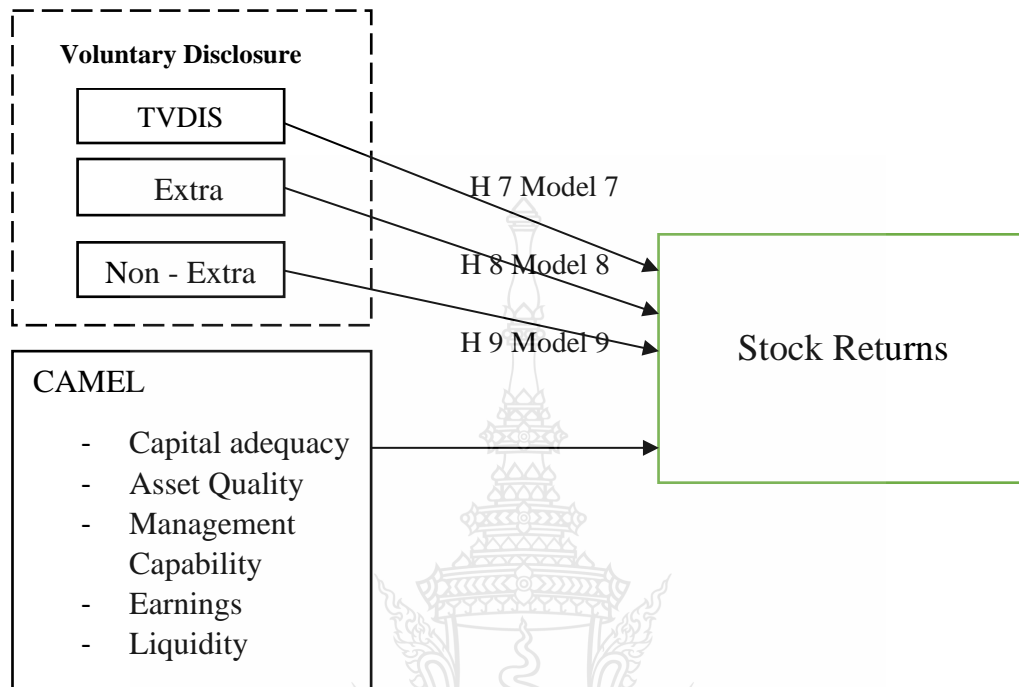 Voluntary Disclosure
TVDIS
Extra
Non - Extra
H 7 Model 7
H 8 Model 8
H 9 Model 9
Stock Returns
CAMEL
- Capital adequacy
- Asset Quality
- Management
Capability
- Earnings
- Liquidity